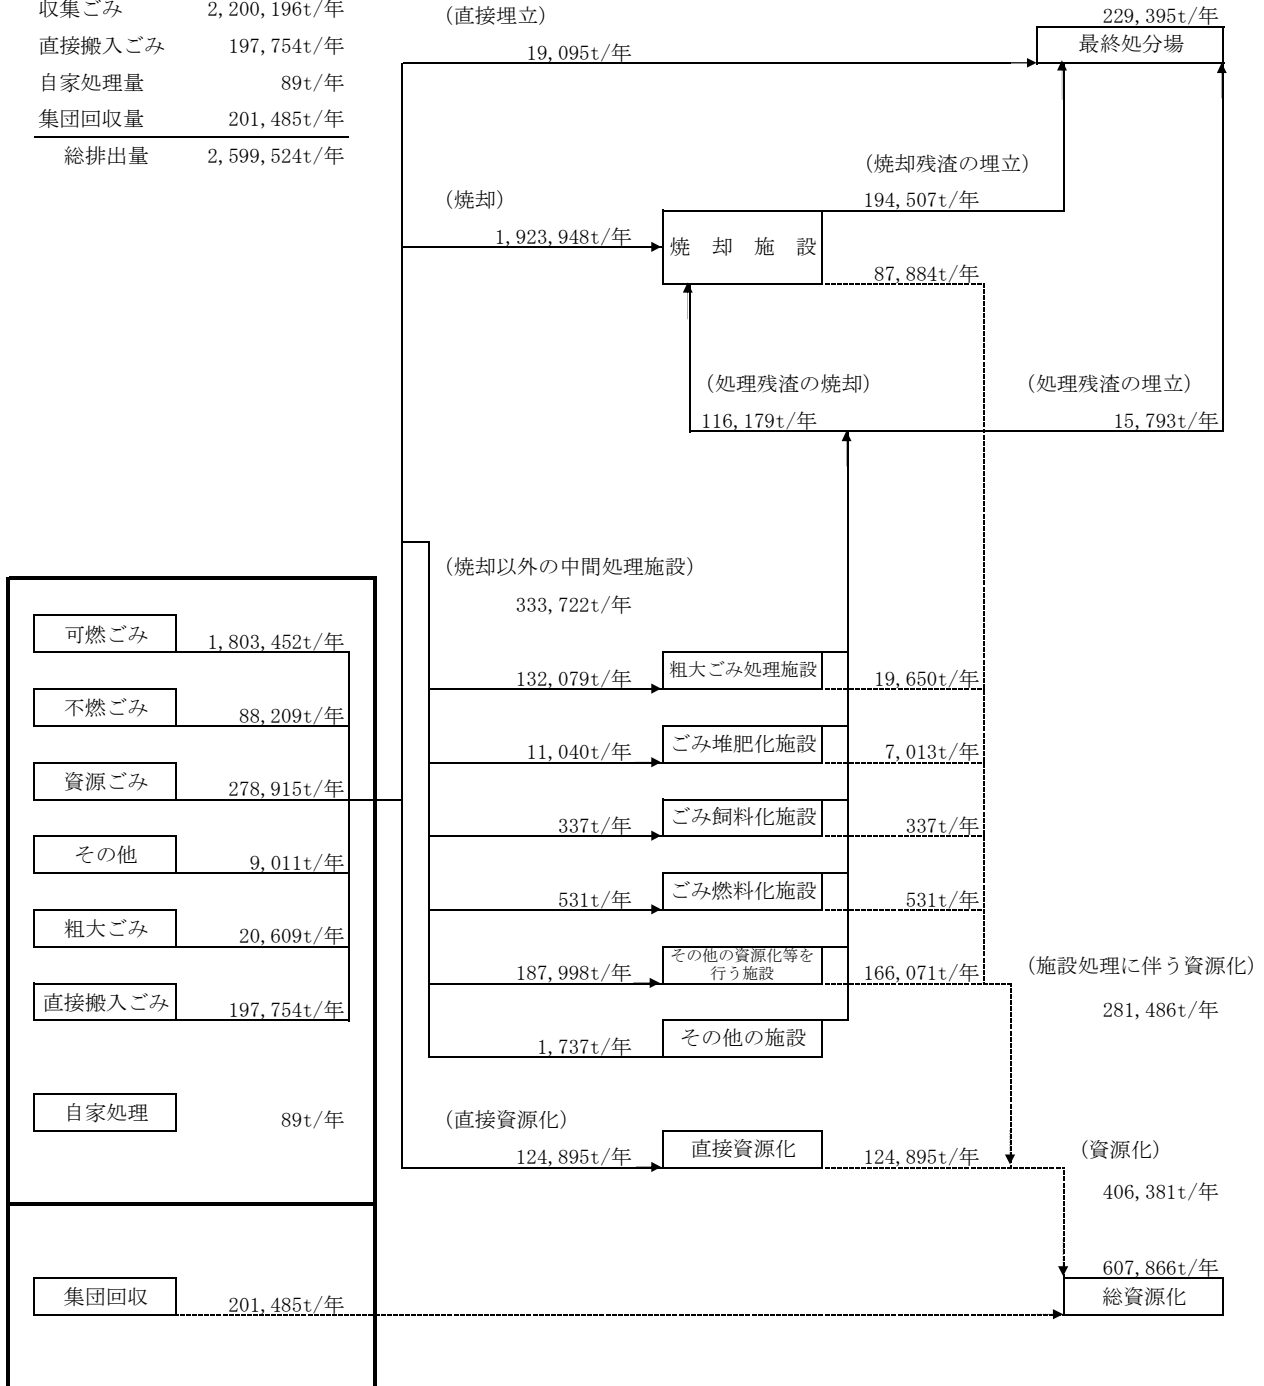 収集ごみ 2,200,196t/年
直接搬入ごみ 197,754t/年
自家処理量 89t/年
集団回収量 201,485t/年
総排出量 2,599,524t/年
(直接埋立)
19,095t/年
229,395t/年
最終処分場
(焼却残渣の埋立)
194,507t/年
(焼却)
1,923,948t/年
焼却施設
87,884t/年
(処理残渣の焼却)
116,179t/年
(処理残渣の埋立)
15,793t/年
(焼却以外の中間処理施設)
333,722t/年
可燃ごみ 1,803,452t/年
不燃ごみ 88,209t/年
資源ごみ 278,915t/年
その他 9,011t/年
粗大ごみ 20,609t/年
直接搬入ごみ 197,754t/年
自家処理 89t/年
132,079t/年 粗大ごみ処理施設 19,650t/年
11,040t/年 ごみ堆肥化施設 7,013t/年
337t/年 ごみ飼料化施設 337t/年
531t/年 ごみ燃料化施設 531t/年
187,998t/年 その他の資源化等を
行う施設 166,071t/年
1,737t/年 その他の施設
(施設処理に伴う資源化)
281,486t/年
(直接資源化)
124,895t/年 直接資源化 124,895t/年
(資源化)
406,381t/年
607,866t/年
総資源化
集団回収 201,485t/年